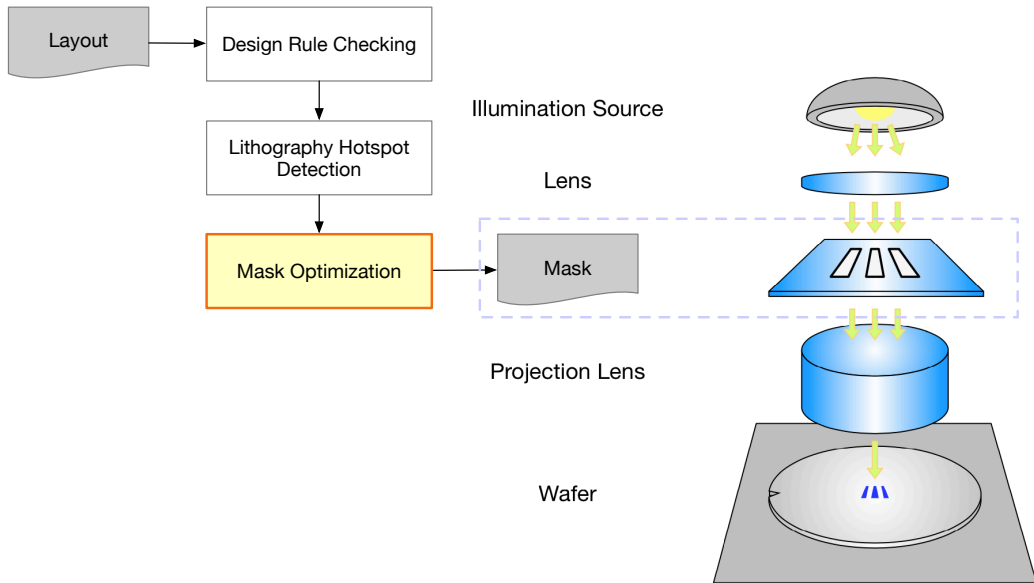 Layout
Design Rule Checking
Illumination Source
Lithography Hotspot
Detection
Lens
Mask Optimization
Mask
Projection Lens
Wafer